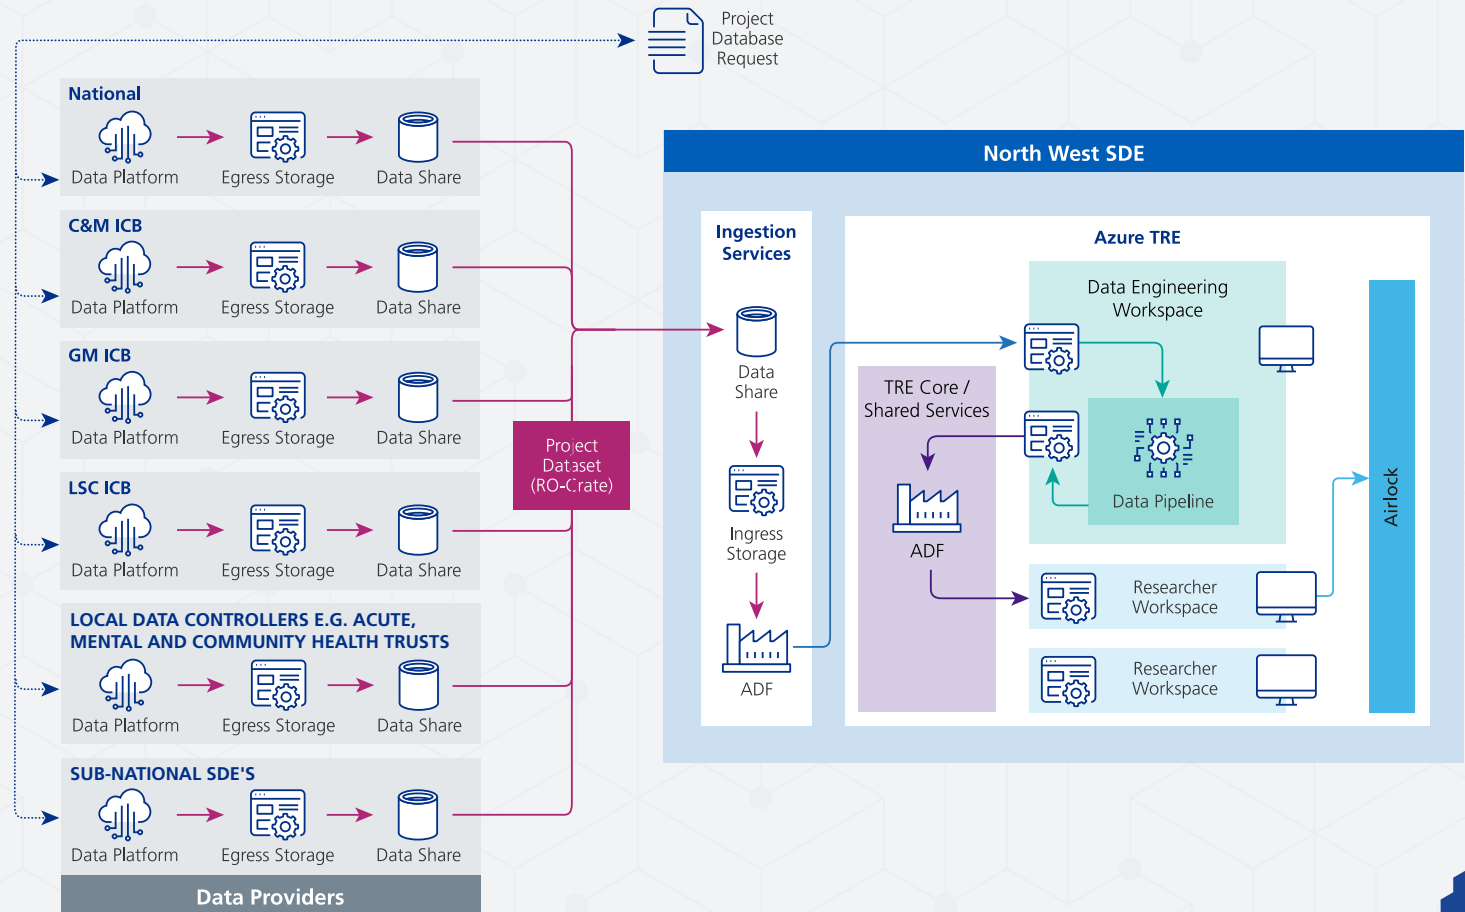 Project
Database
Request
National
Data Platform
Egress Storage
Data Share
C&M ICB
Data Platform
Egress Storage
Data Share
GM ICB
Data Platform
Egress Storage
Data Share
LSC ICB
Data Platform
Egress Storage
Data Share
LOCAL DATA CONTROLLERS E.G. ACUTE,
MENTAL AND COMMUNITY HEALTH TRUSTS
Data Platform
Egress Storage
Data Share
SUB-NATIONAL SDE'S
Data Platform
Egress Storage
Data Share
Data Providers
Project
Dataset
(RO-Crate)
North West SDE
Ingestion
Services
Data
Share
Ingress
Storage
ADF
Azure TRE
TRE Core /
Shared Services
ADF
Data Engineering
Workspace
Data Pipeline
Researcher
Workspace
Researcher
Workspace
Airlock